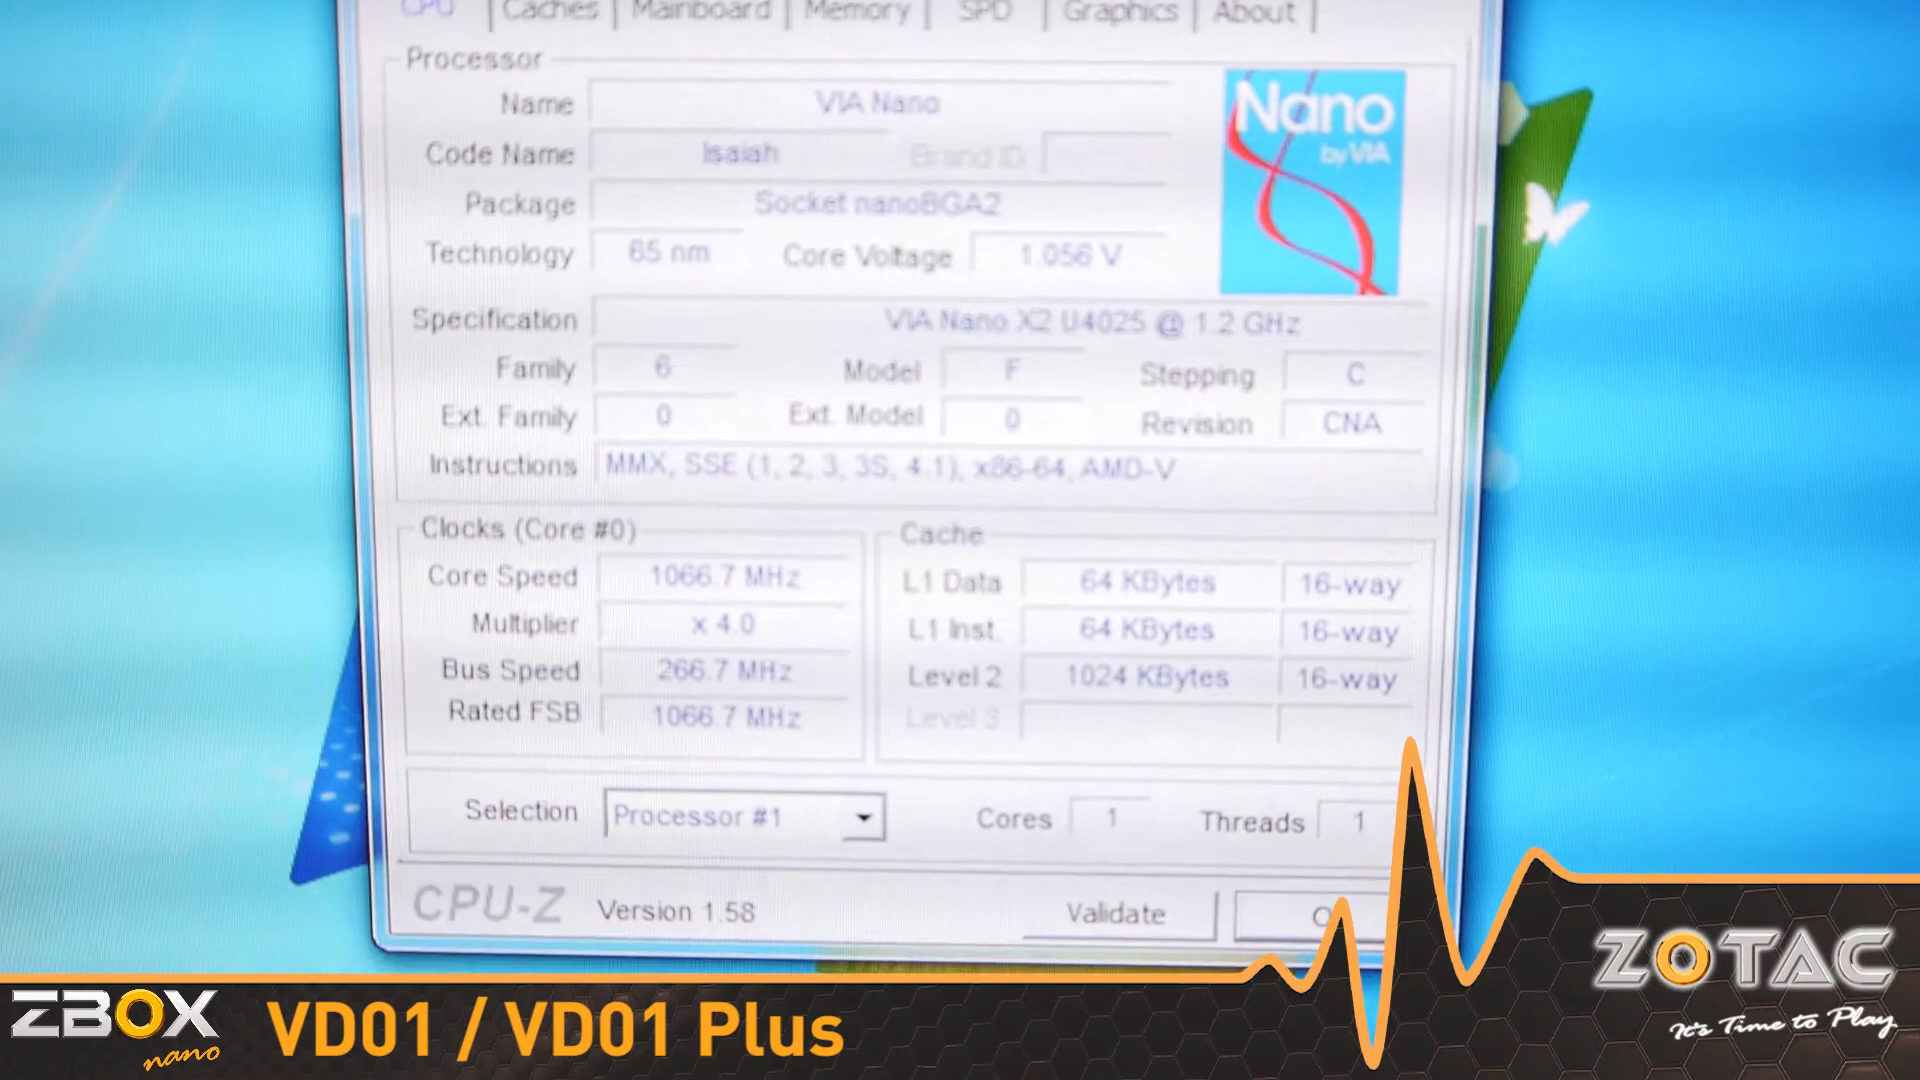 CPU Caches Mainboard Memory SPD Graphics About
Processor
Name VIA Nano
Nano
by VIA
Code Name Isaiah Brand ID
Package Socket nanoBGA2
Technology 65 nm Core Voltage 1.056 V
Specification VIA Nano X2 U4025 @ 1.2 GHz
Family 6 Model F Stepping C
Ext. Family 0 Ext. Model 0 Revision CNA
Instructions MMX, SSE (1, 2, 3, 3S, 4.1), x86-64, AMD-V
Clocks (Core #0) Cache
Core Speed 1066.7 MHz L1 Data 64 KBytes 16-way
Multiplier x 4.0 L1 Inst. 64 KBytes 16-way
Bus Speed 266.7 MHz Level 2 1024 KBytes 16-way
Rated FSB 1066.7 MHz Level 3
Selection Processor #1 Cores 1 Threads 1
CPU-Z Version 1.58 Validate
ZBOX nano VD01 / VD01 Plus
ZOTAC
It's Time to Play